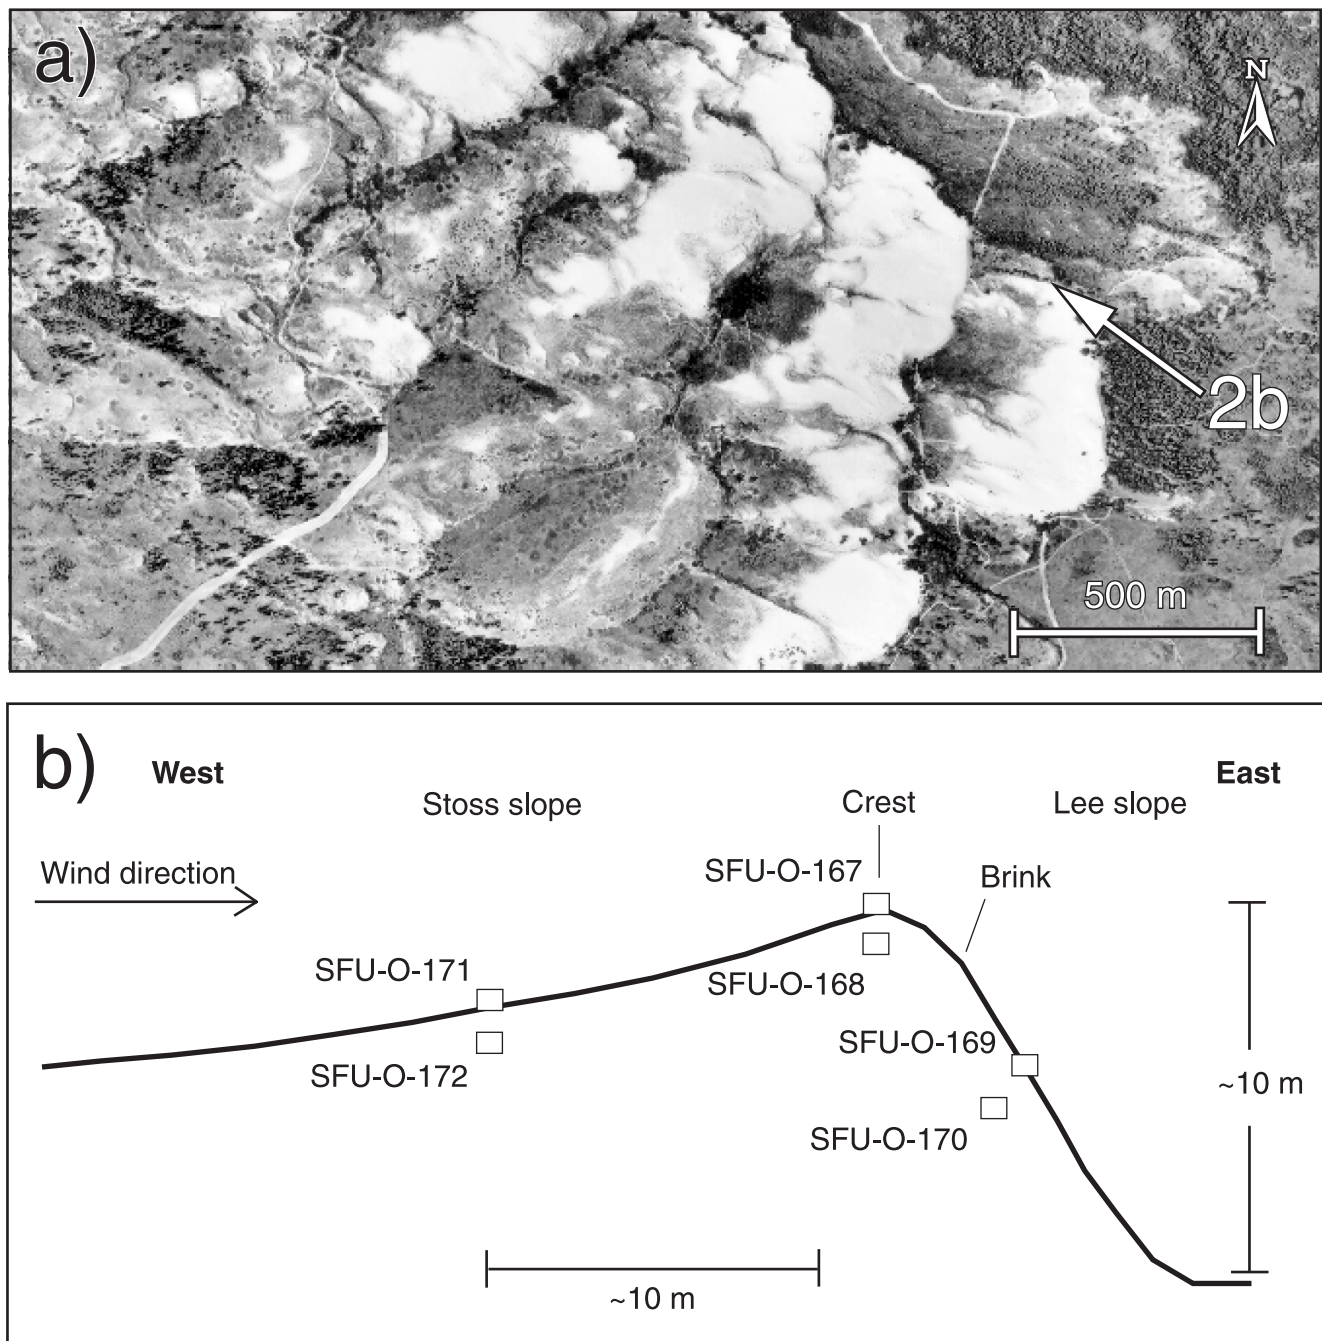 a)
N
2b
500 m
b)
West
East
Stoss slope
Crest
Lee slope
Wind direction
SFU-O-167
Brink
SFU-O-171
SFU-O-168
SFU-O-169
SFU-O-172
~10 m
SFU-O-170
~10 m